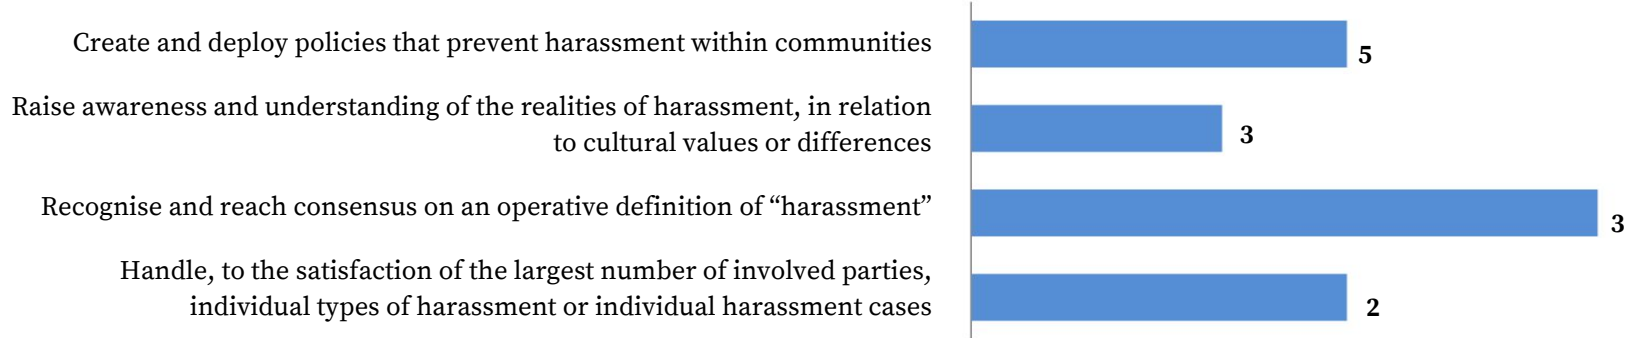 Create and deploy policies that prevent harassment within communities
5
Raise awareness and understanding of the realities of harassment, in relation
to cultural values or differences
3
Recognise and reach consensus on an operative definition of “harassment”
3
Handle, to the satisfaction of the largest number of involved parties,
individual types of harassment or individual harassment cases
2